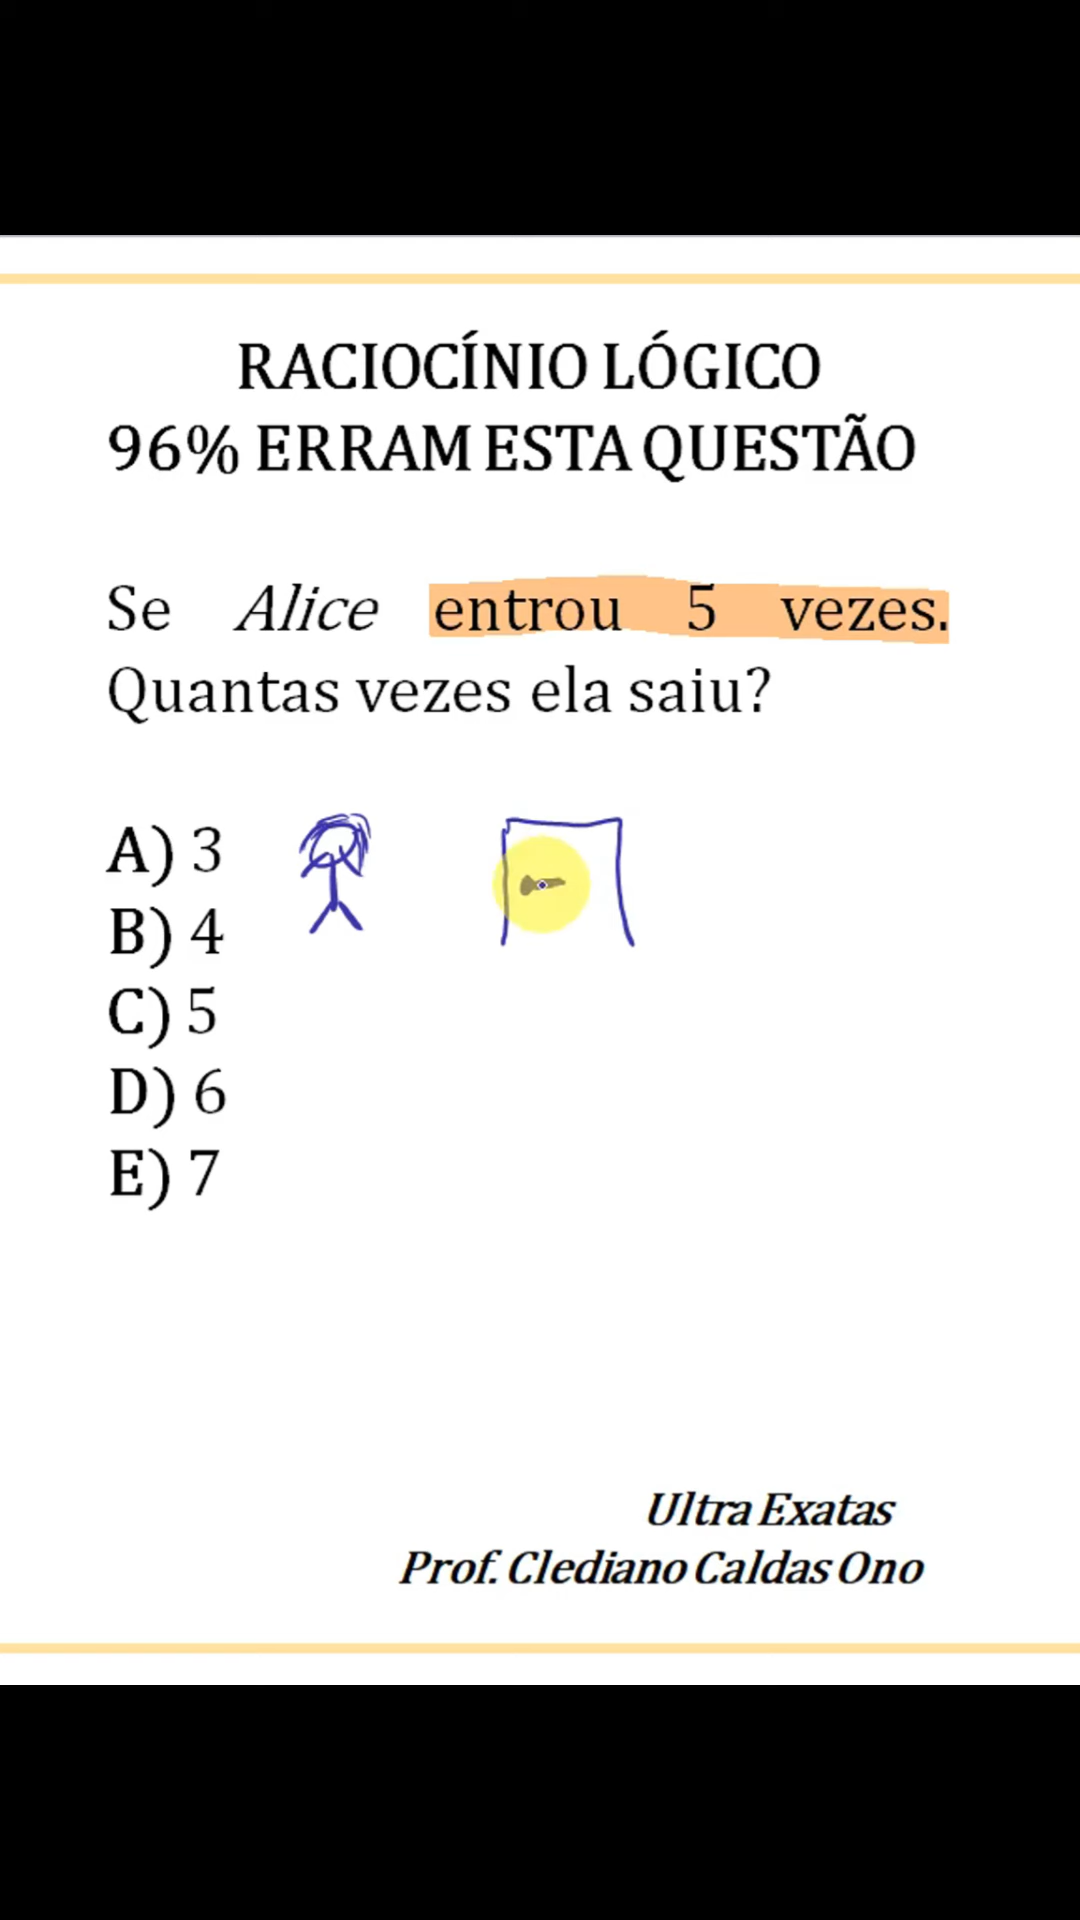 RACIOCÍNIO LÓGICO
96% ERRAM ESTA QUESTÃO
Se Alice entrou 5 vezes.
Quantas vezes ela saiu?
A) 3
B) 4
C) 5
D) 6
E) 7
Ultra Exatas
Prof. Clediano Caldas Ono